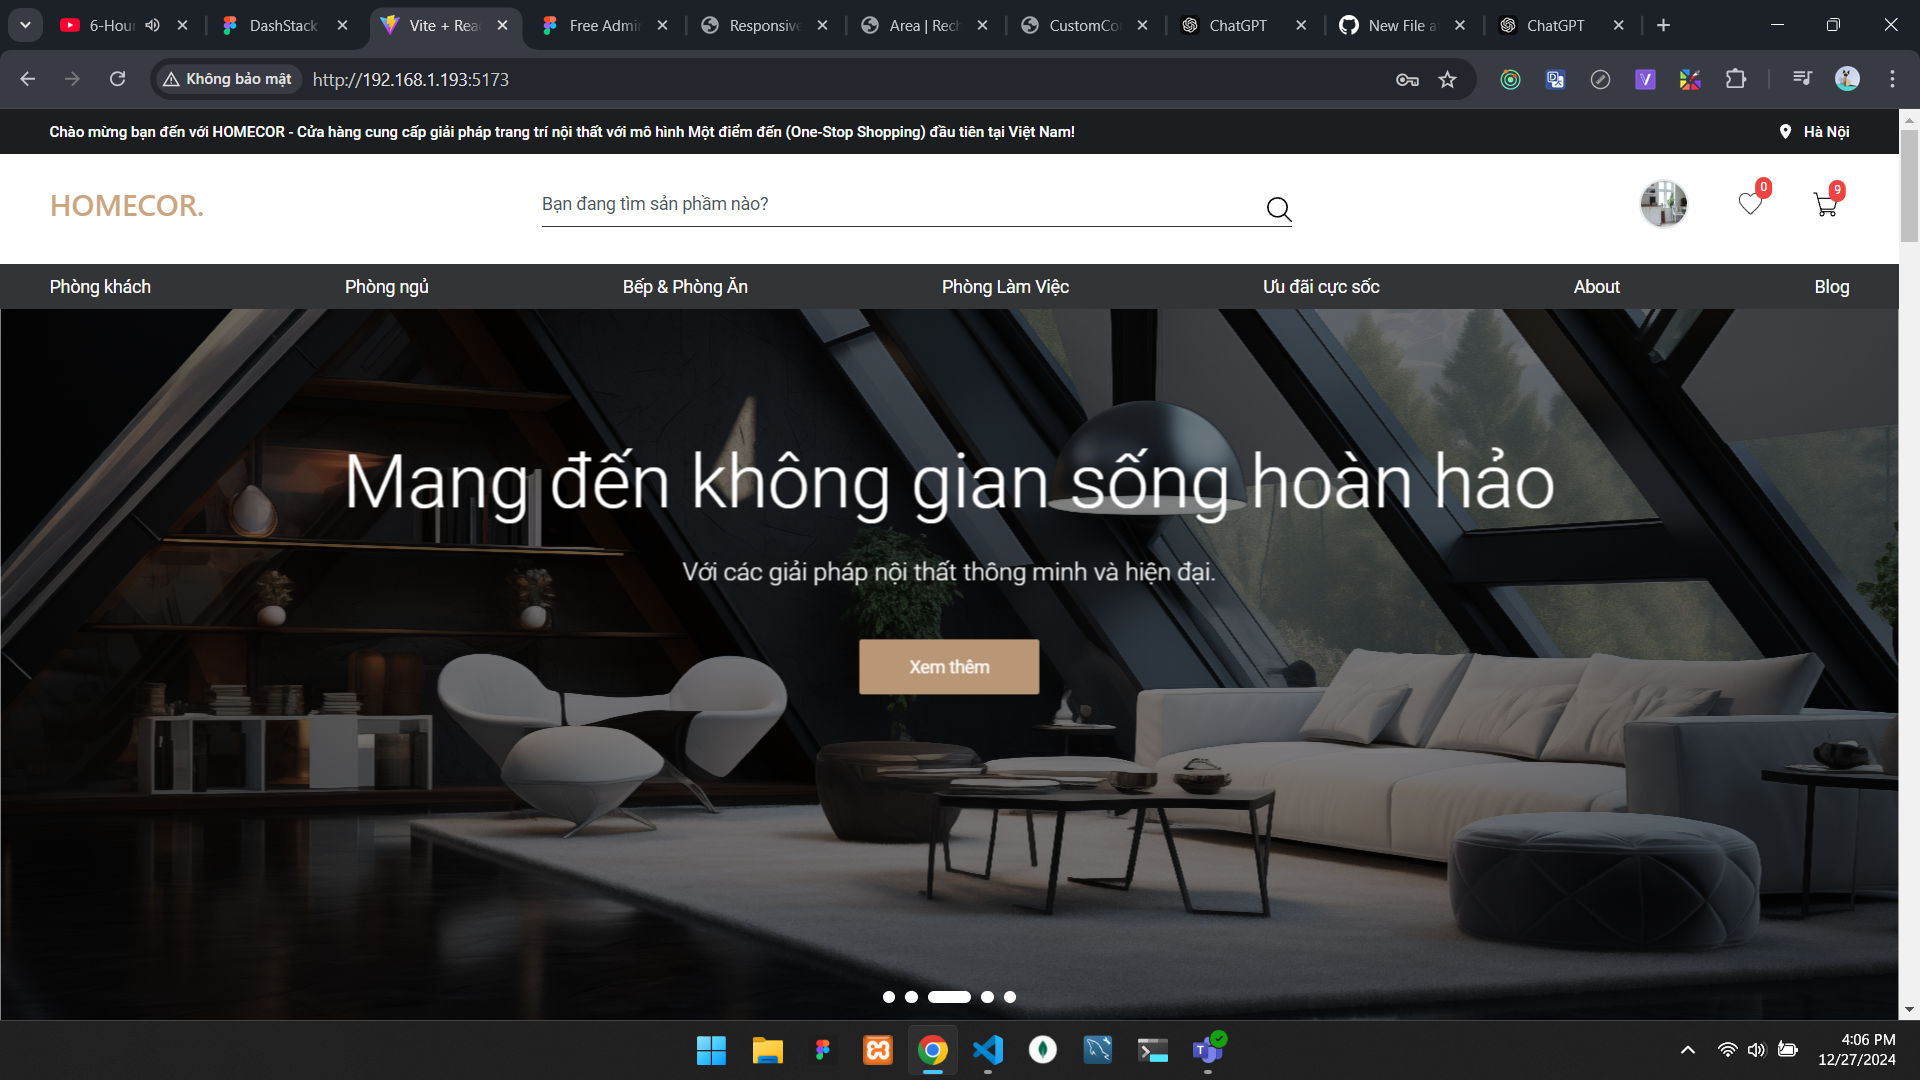 6-Hour
DashStack
Vite + Rea
Free Admi
Responsive
Area | Rech
CustomCo
ChatGPT
New File a
ChatGPT
Không bảo mật
http://192.168.1.193:5173
Chào mừng bạn đến với HOMECOR - Cửa hàng cung cấp giải pháp trang trí nội thất với mô hình Một điểm đến (One-Stop Shopping) đầu tiên tại Việt Nam!
Hà Nội
HOMECOR.
Bạn đang tìm sản phầm nào?
0
9
Phòng khách
Phòng ngủ
Bếp & Phòng Ăn
Phòng Làm Việc
Ưu đãi cực sốc
About
Blog
Mang đến không gian sống hoàn hảo
Với các giải pháp nội thất thông minh và hiện đại.
Xem thêm
4:06 PM
12/27/2024